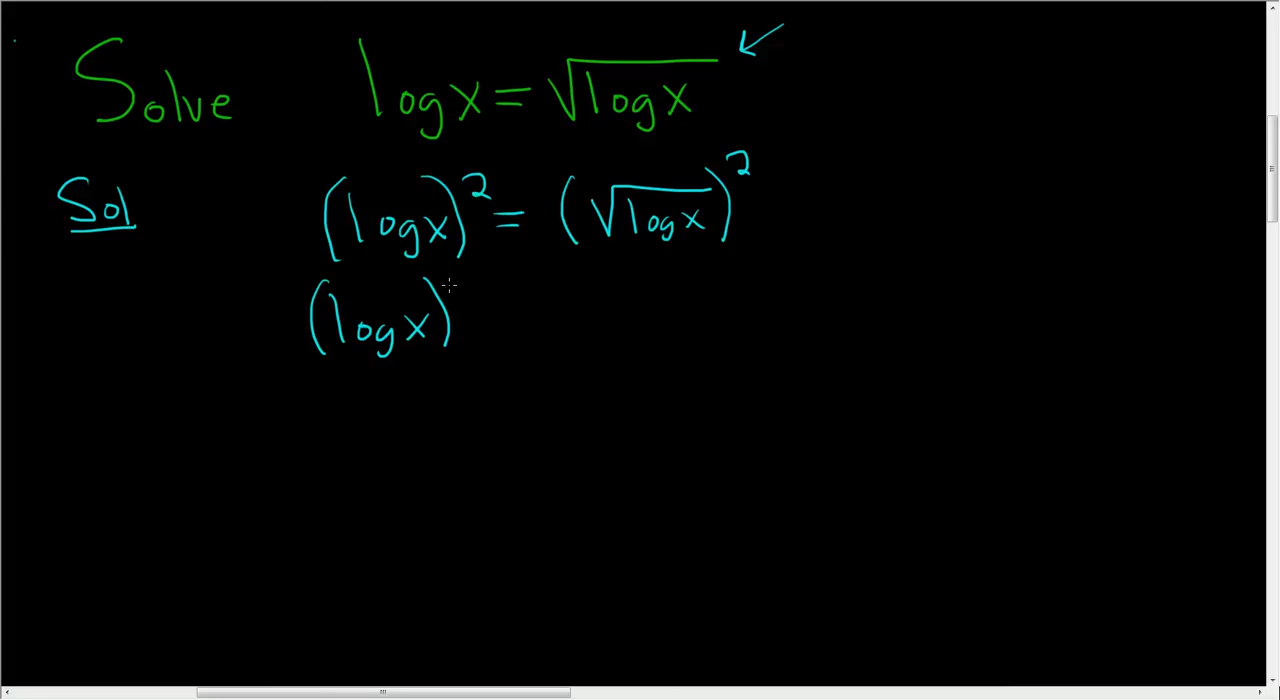 Solve log x = √log x
Sol (log x)² = (√log x)²
(log x)